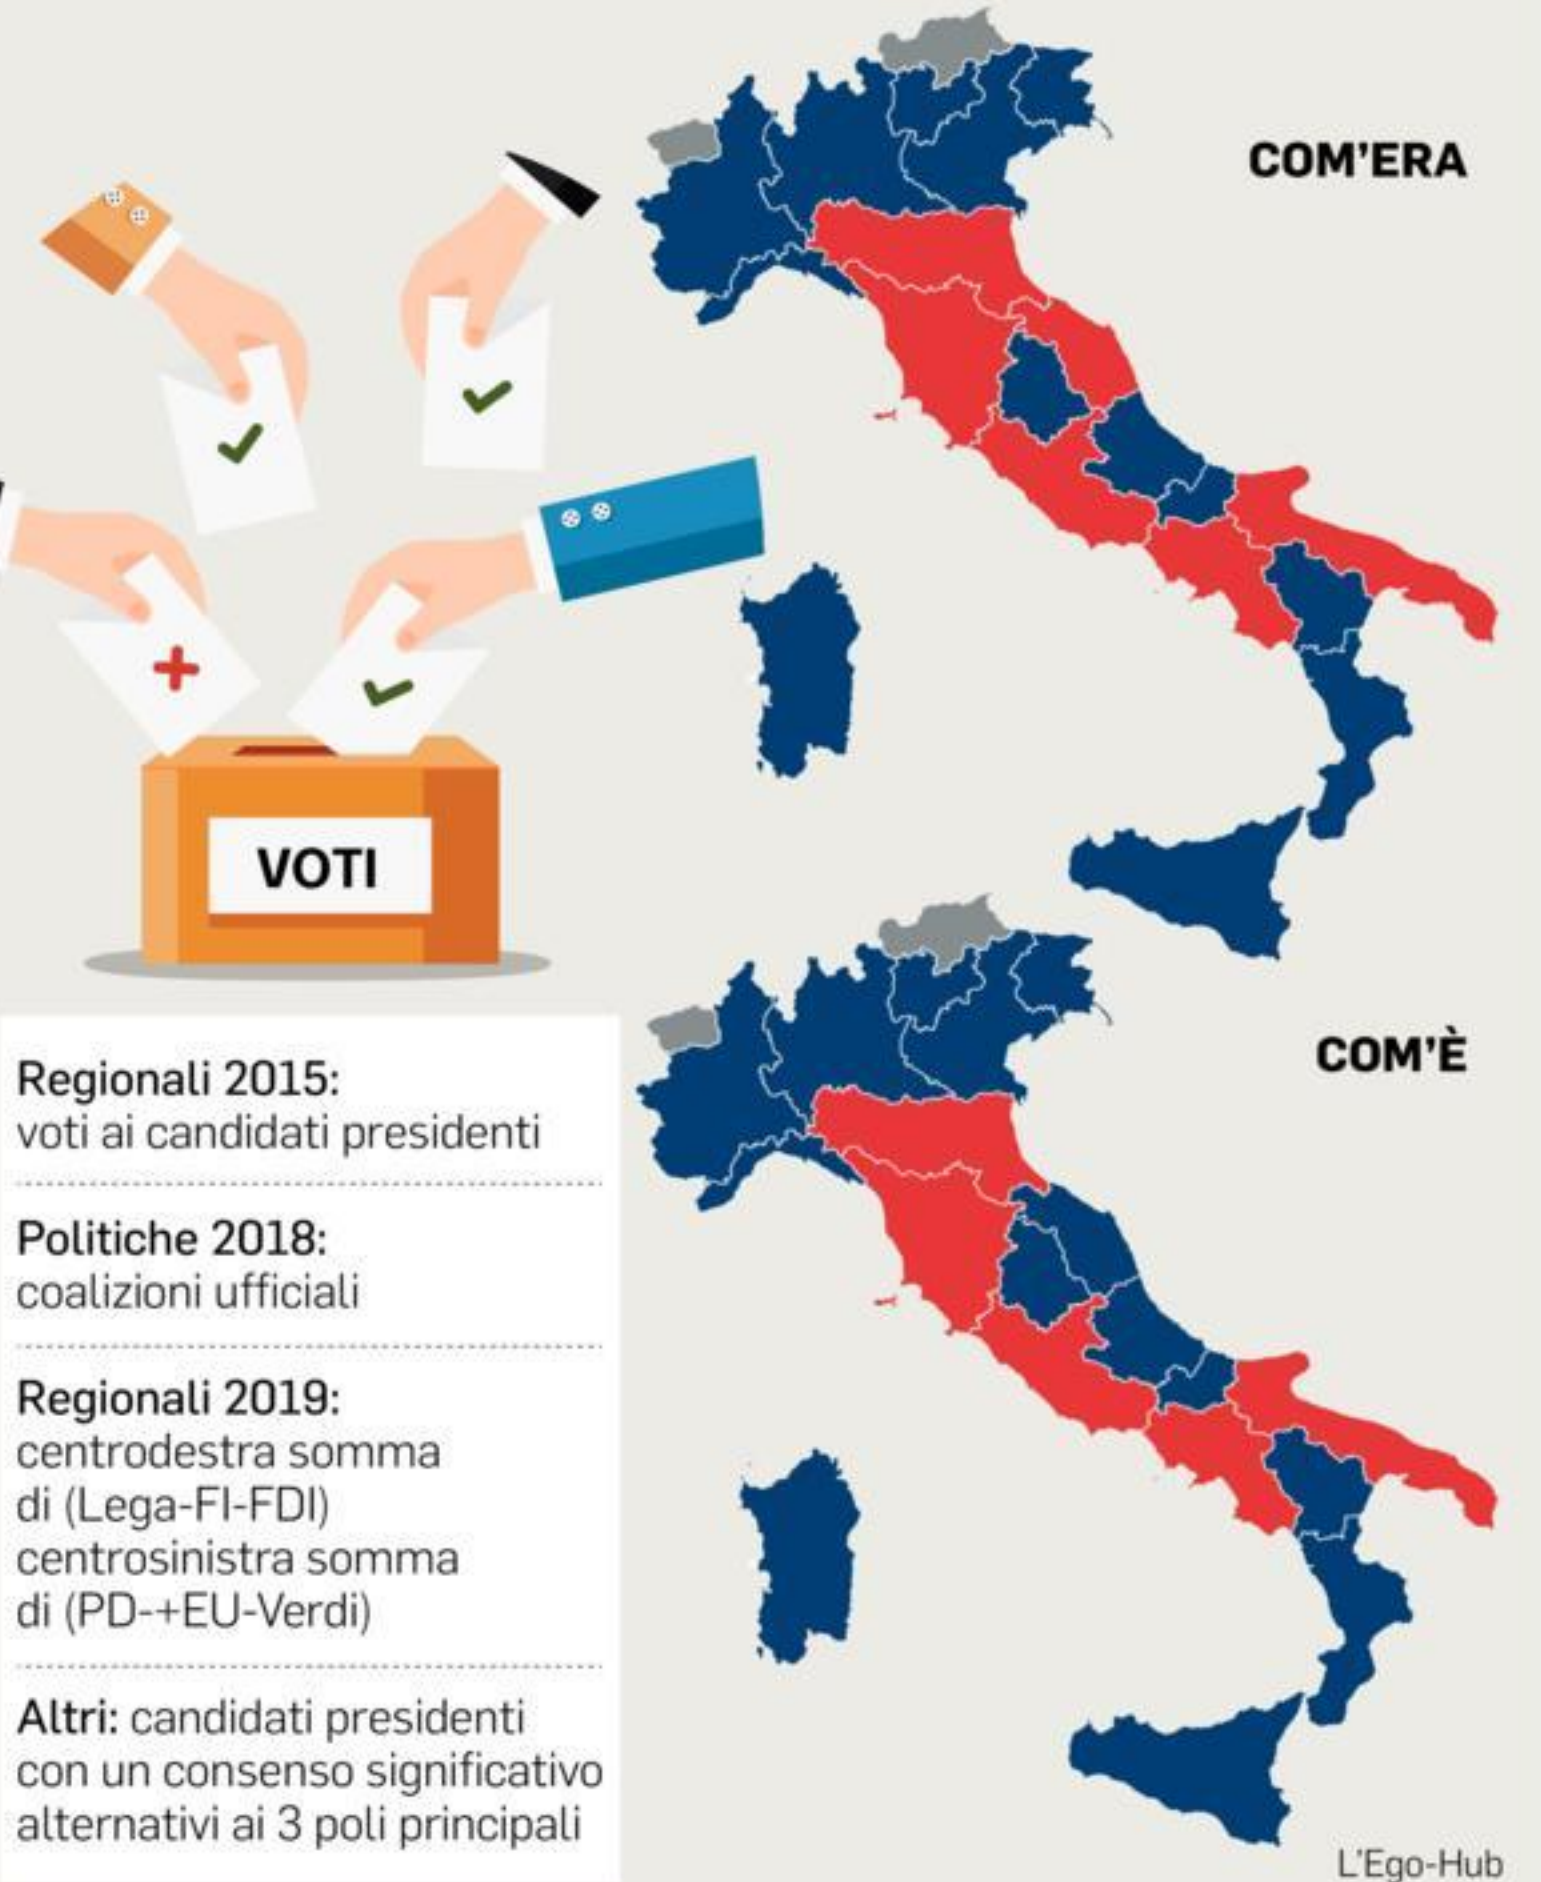 COM'ERA
VOTI
COM'È
Regionali 2015:
voti ai candidati presidenti
Politiche 2018:
coalizioni ufficiali
Regionali 2019:
centrodestra somma
di (Lega-FI-FDI)
centrosinistra somma
di (PD-+EU-Verdi)
Altri: candidati presidenti
con un consenso significativo
alternativi ai 3 poli principali
L'Ego-Hub